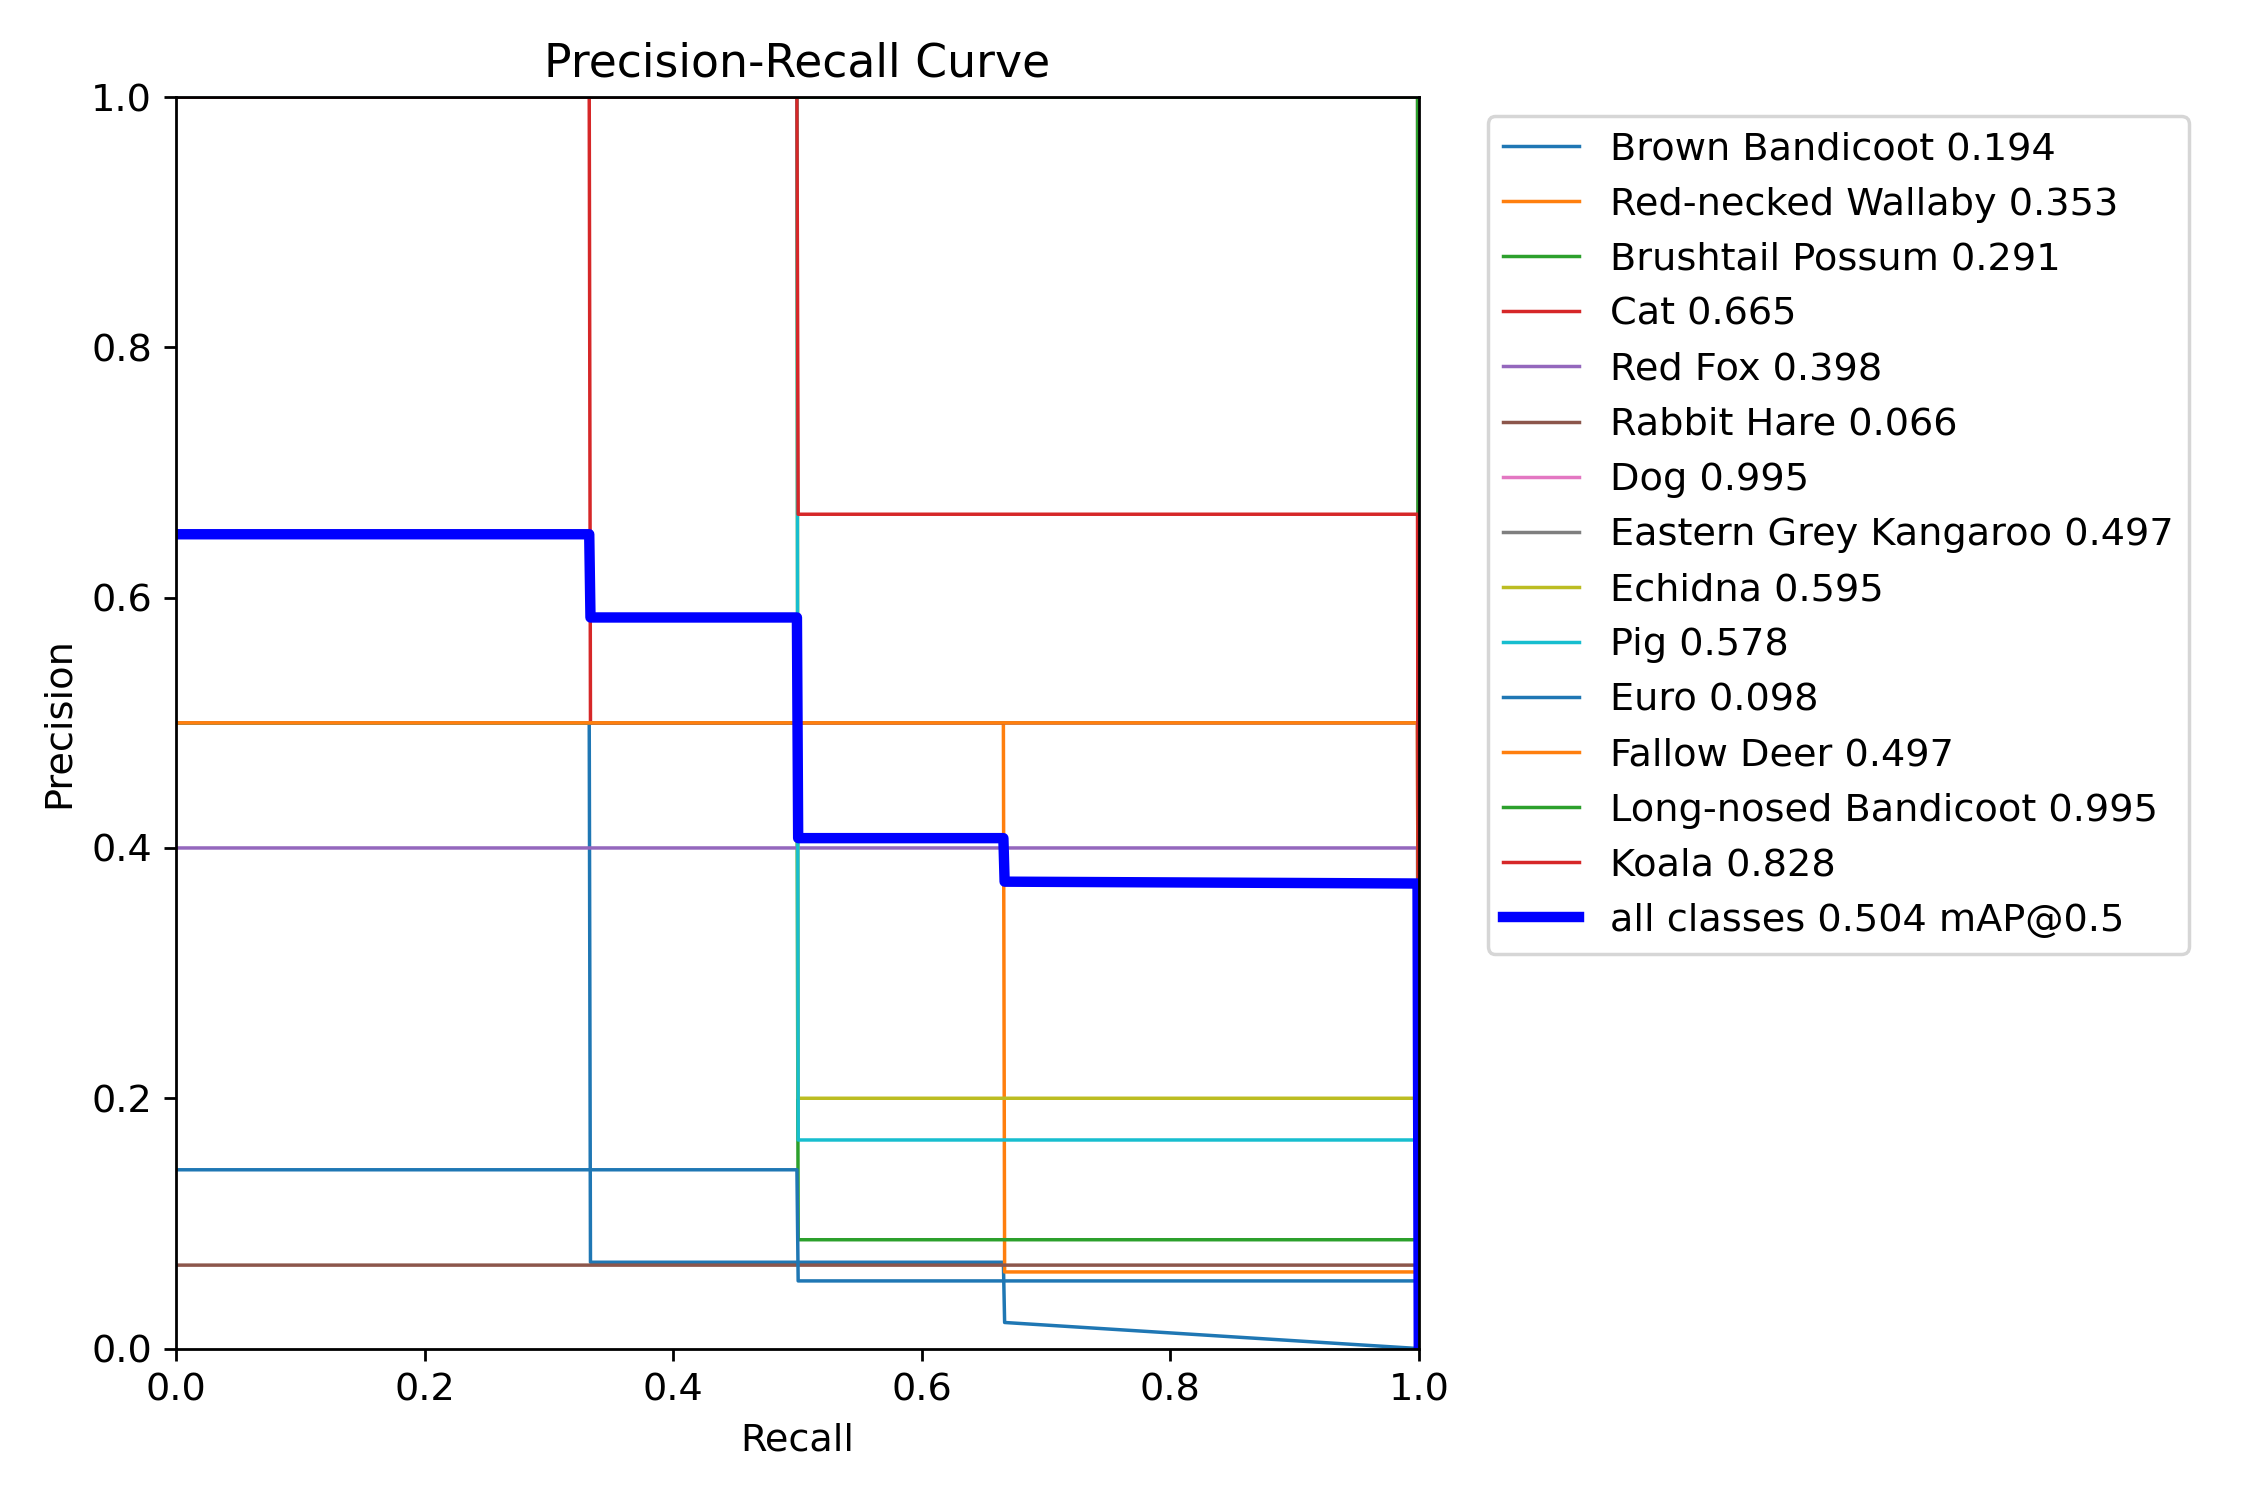 Precision-Recall Curve
1.0
0.8
0.6
0.4
0.2
0.0
Precision
0.0 0.2 0.4 0.6 0.8 1.0
Recall
Brown Bandicoot 0.194
Red-necked Wallaby 0.353
Brushtail Possum 0.291
Cat 0.665
Red Fox 0.398
Rabbit Hare 0.066
Dog 0.995
Eastern Grey Kangaroo 0.497
Echidna 0.595
Pig 0.578
Euro 0.098
Fallow Deer 0.497
Long-nosed Bandicoot 0.995
Koala 0.828
all classes 0.504 mAP@0.5